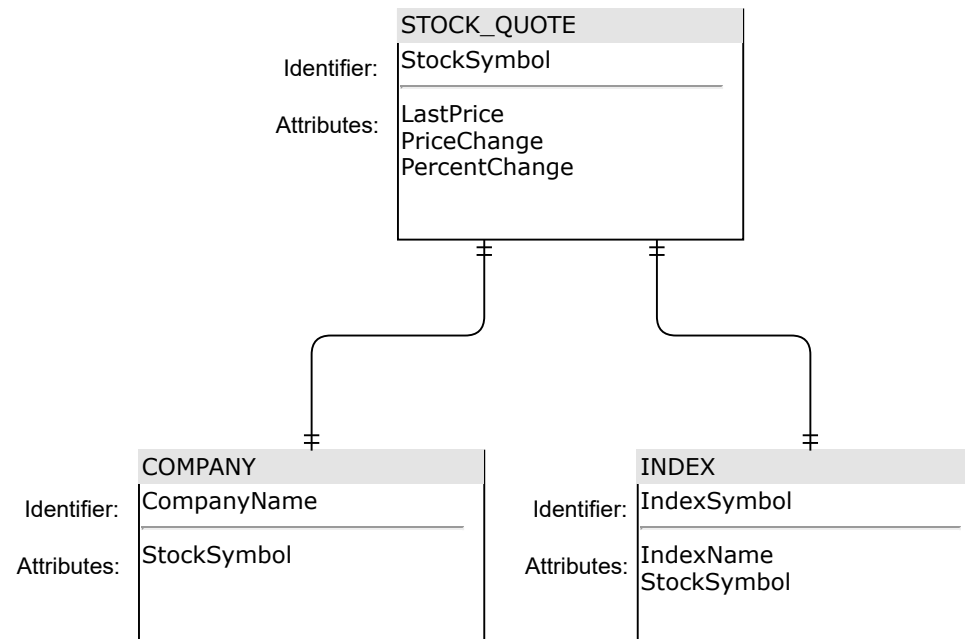 STOCK_QUOTE
Identifier: StockSymbol
Attributes: LastPrice
PriceChange
PercentChange
COMPANY
Identifier: CompanyName
Attributes: StockSymbol
INDEX
Identifier: IndexSymbol
Attributes: IndexName
StockSymbol